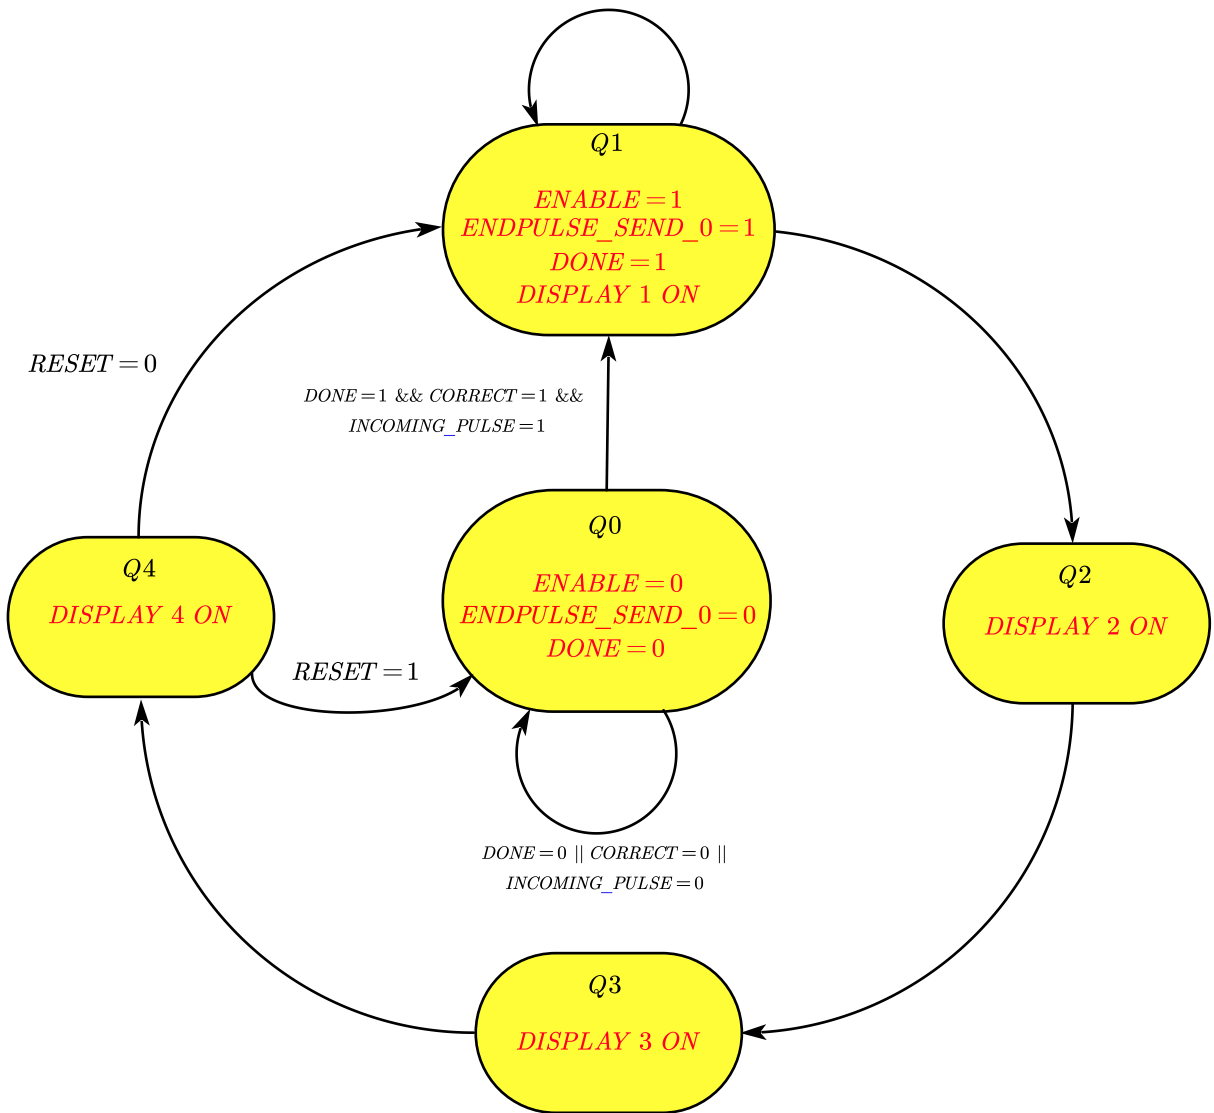 Q1
ENABLE = 1
ENDPULSE_SEND_0 = 1
DONE = 1
DISPLAY 1 ON
RESET = 0
DONE = 1 && CORRECT = 1 &&
INCOMING_PULSE = 1
Q0
ENABLE = 0
ENDPULSE_SEND_0 = 0
DONE = 0
Q4
DISPLAY 4 ON
Q2
DISPLAY 2 ON
RESET = 1
DONE = 0 || CORRECT = 0 ||
INCOMING_PULSE = 0
Q3
DISPLAY 3 ON